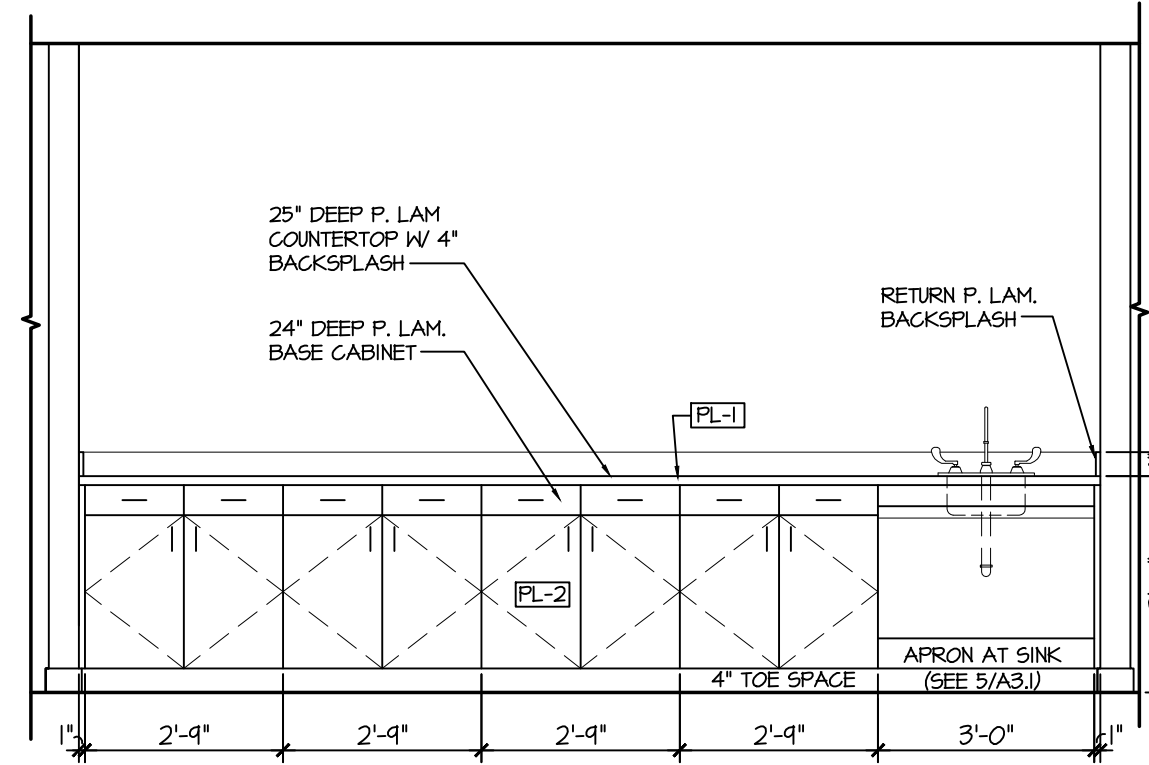 25" DEEP P. LAM
COUNTERTOP W/ 4"
BACKSPLASH
24" DEEP P. LAM.
BASE CABINET
RETURN P. LAM.
BACKSPLASH
PL-1
PL-2
APRON AT SINK
(SEE 5/A3.1)
4" TOE SPACE
1"
2'-9"
2'-9"
2'-9"
2'-9"
3'-0"
1"